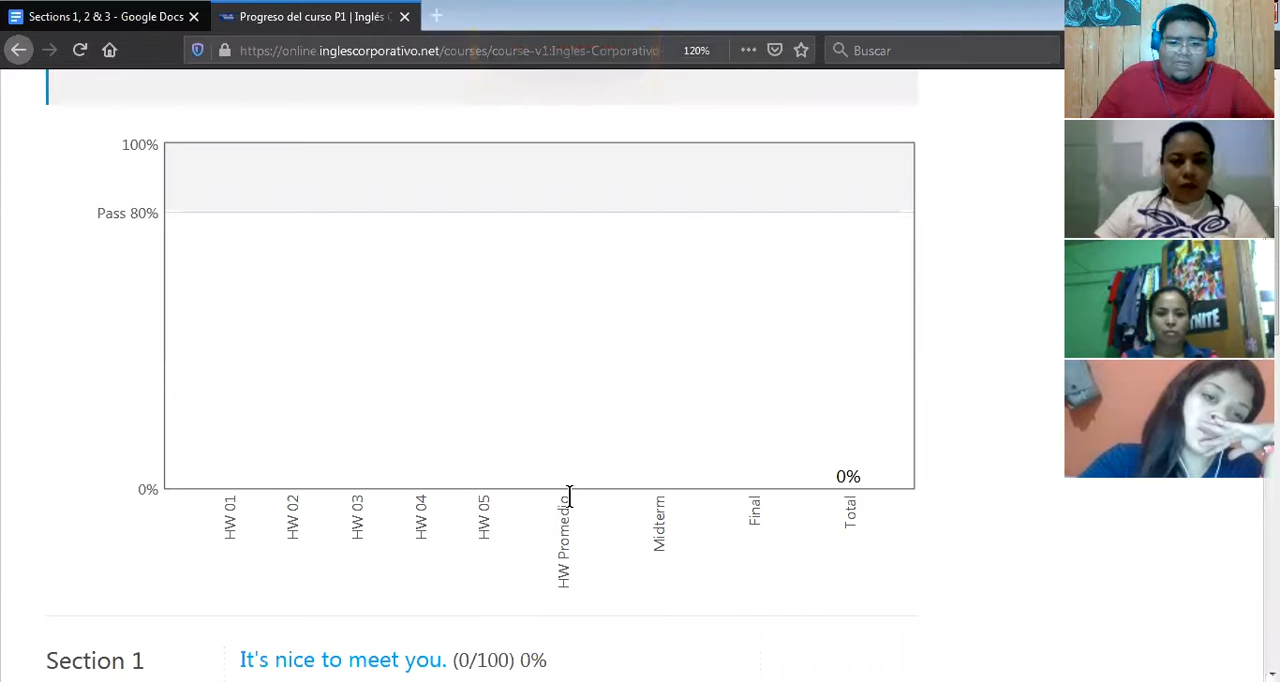 Sections 1, 2 & 3 - Google Docs
Progreso del curso P1 | Inglés
https://online.inglescorporativo.net/courses/course-v1:Ingles-Corporativo
120%
Buscar
100%
Pass 80%
0%
0%
HW 01
HW 02
HW 03
HW 04
HW 05
HW Promedio
Midterm
Final
Total
Section 1
It's nice to meet you. (0/100) 0%